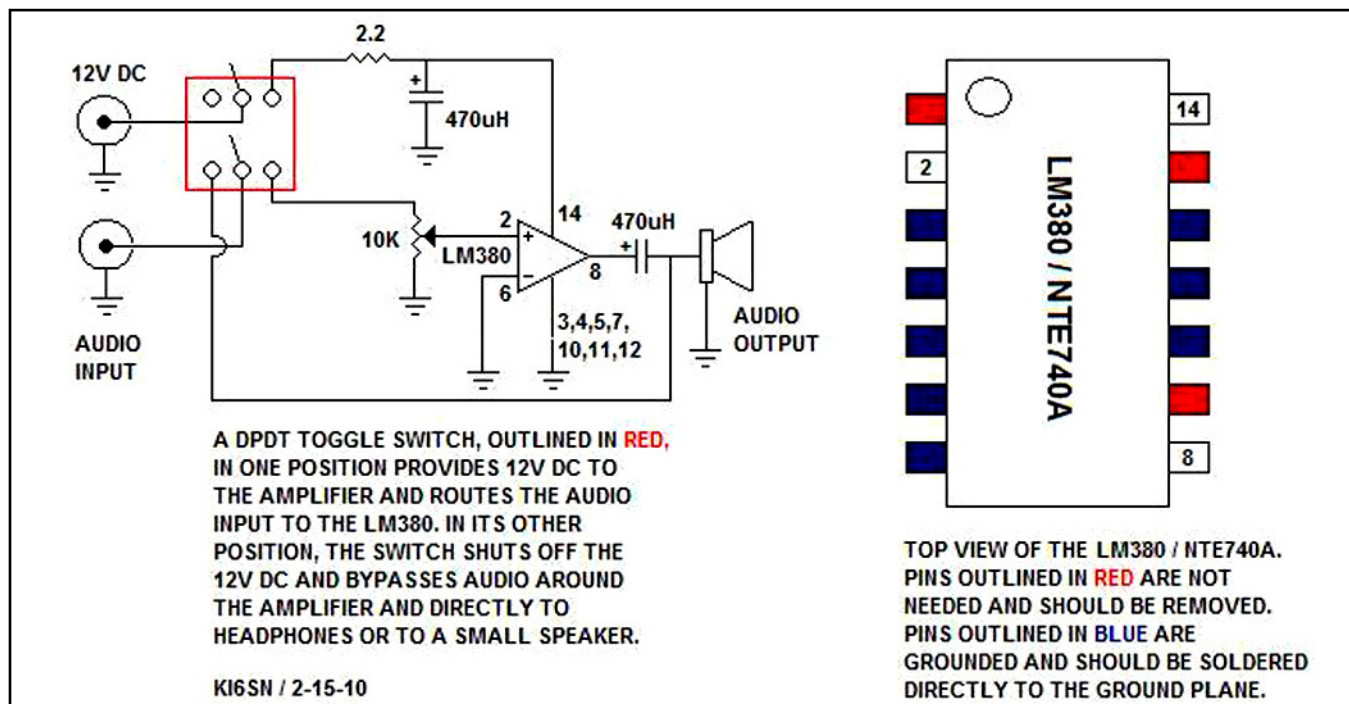 2.2
12V DC
+
470uH
10K
2
+
14
LM380
−
6
8
470uH
+
3,4,5,7,
10,11,12
AUDIO
INPUT
AUDIO
OUTPUT
A DPDT TOGGLE SWITCH, OUTLINED IN RED,
IN ONE POSITION PROVIDES 12V DC TO
THE AMPLIFIER AND ROUTES THE AUDIO
INPUT TO THE LM380. IN ITS OTHER
POSITION, THE SWITCH SHUTS OFF THE
12V DC AND BYPASSES AUDIO AROUND
THE AMPLIFIER AND DIRECTLY TO
HEADPHONES OR TO A SMALL SPEAKER.
KI6SN / 2-15-10
14
2
LM380 / NTE740A
8
TOP VIEW OF THE LM380 / NTE740A.
PINS OUTLINED IN RED ARE NOT
NEEDED AND SHOULD BE REMOVED.
PINS OUTLINED IN BLUE ARE
GROUNDED AND SHOULD BE SOLDERED
DIRECTLY TO THE GROUND PLANE.